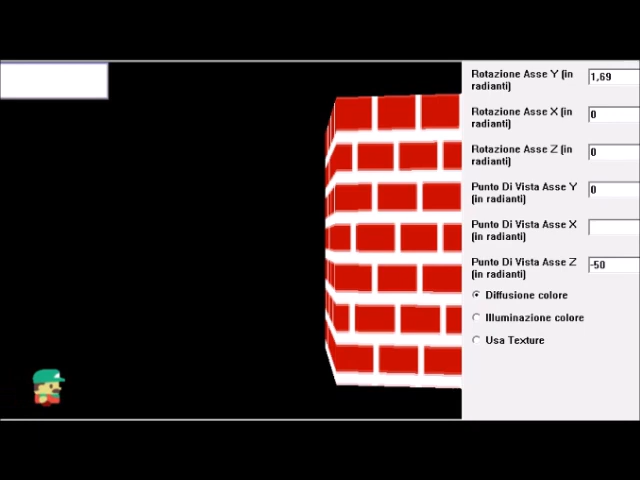 Rotazione Asse Y (in
radianti)
1,69
Rotazione Asse X (in
radianti)
0
Rotazione Asse Z (in
radianti)
0
Punto Di Vista Asse Y
(in radianti)
0
Punto Di Vista Asse X
(in radianti)
Punto Di Vista Asse Z
(in radianti)
-50
Diffusione colore
Illuminazione colore
Usa Texture